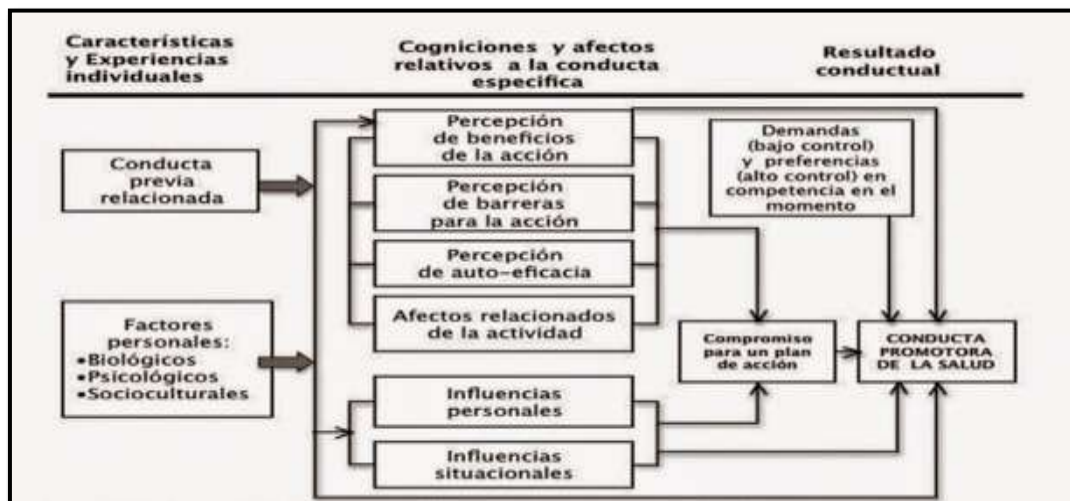 Características
y Experiencias
individuales
Cogniciones y afectos
relativos a la conducta
especifica
Resultado
conductual
Conducta
previa
relacionada
Factores
personales:
•Biológicos
•Psicológicos
•Socioculturales
Percepción
de beneficios
de la acción
Percepción
de barreras
para la acción
Percepción
de auto-eficacia
Afectos relacionados
de la actividad
Influencias
personales
Influencias
situacionales
Demandas
(bajo control)
y preferencias
(alto control) en
competencia en el
momento
Compromiso
para un plan
de acción
CONDUCTA
PROMOTORA
DE LA SALUD